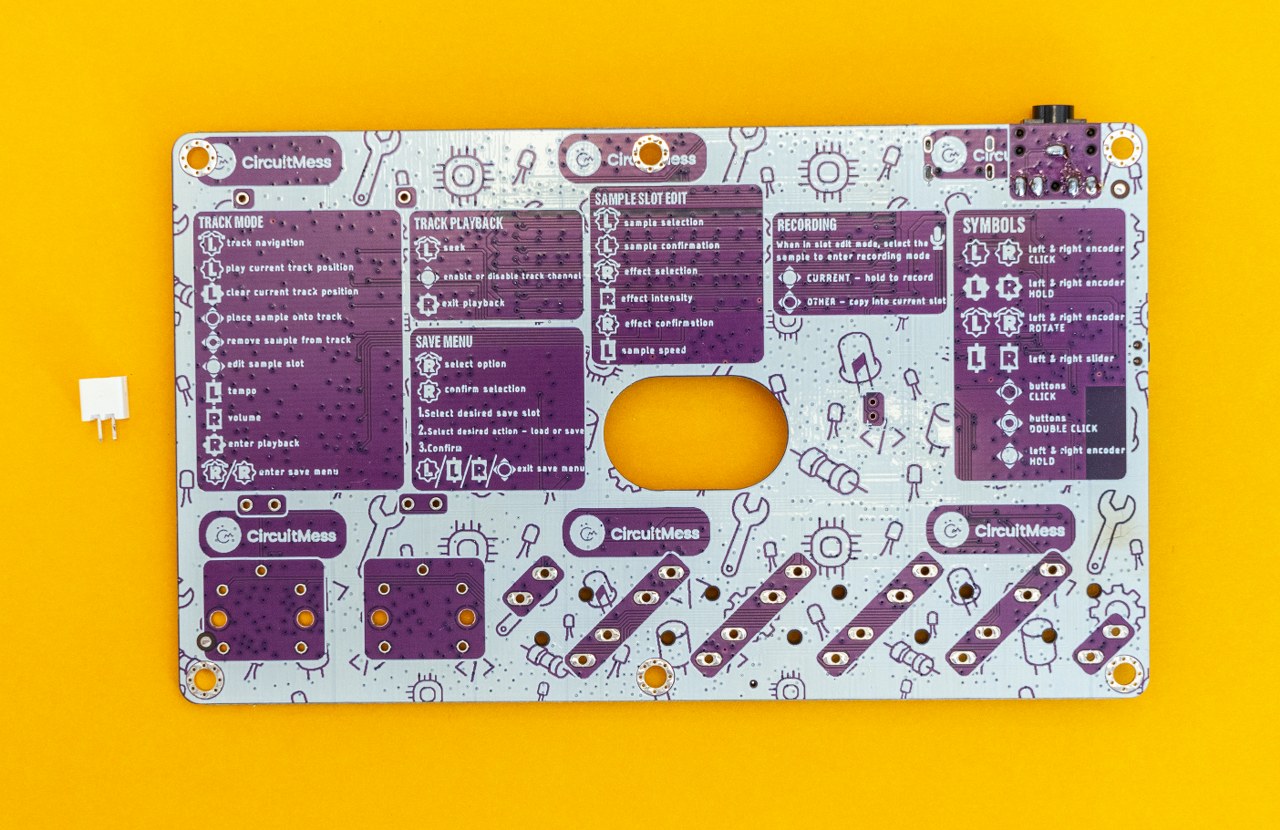 CircuitMess
CircuitMess
Circu
TRACK MODE
L track navigation
L play current track position
L clear current track position
place sample onto track
remove sample from track
edit sample slot
L tempo
R volume
R enter playback
R/R enter save menu
TRACK PLAYBACK
L seek
enable or disable track channel
R exit playback
SAVE MENU
R select option
R confirm selection
1.Select desired save slot
2.Select desired action - load or save
3.Confirm
L/L/R/ exit save menu
SAMPLE SLOT EDIT
L sample selection
L sample confirmation
R effect selection
R effect intensity
R effect confirmation
L sample speed
RECORDING
When in slot edit mode, select the
sample to enter recording mode
CURRENT - hold to record
OTHER - copy into current slot
SYMBOLS
L R left & right encoder
CLICK
L R left & right encoder
HOLD
L R left & right encoder
ROTATE
L R left & right slider
buttons
CLICK
buttons
DOUBLE CLICK
left & right encoder
HOLD
CircuitMess
CircuitMess
CircuitMess